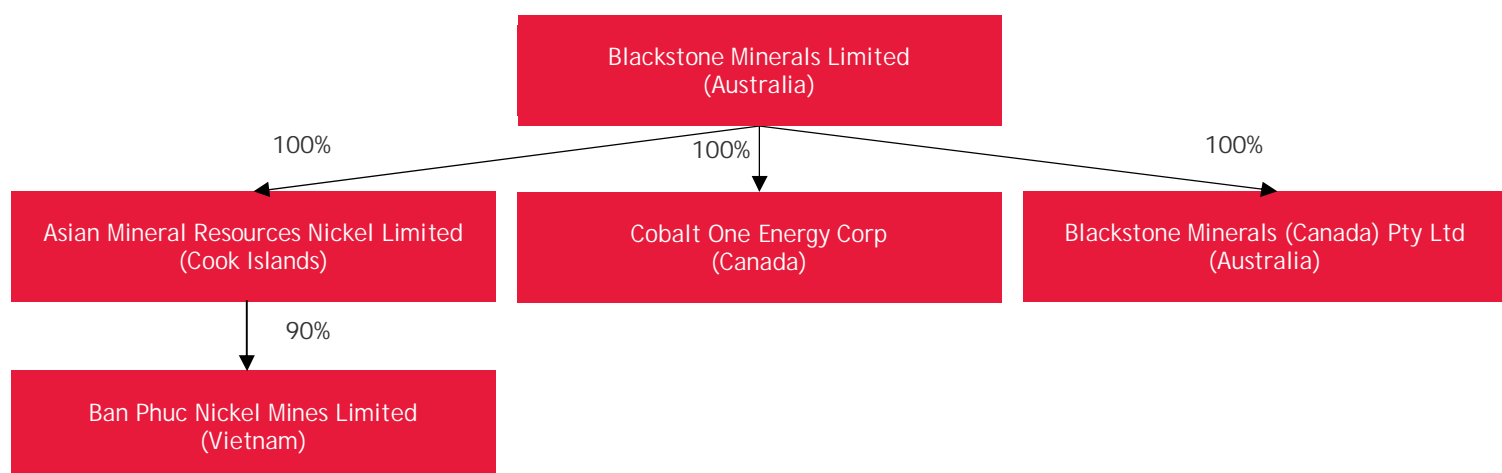 Blackstone Minerals Limited
(Australia)
100%
100%
100%
Asian Mineral Resources Nickel Limited
(Cook Islands)
Cobalt One Energy Corp
(Canada)
Blackstone Minerals (Canada) Pty Ltd
(Australia)
90%
Ban Phuc Nickel Mines Limited
(Vietnam)